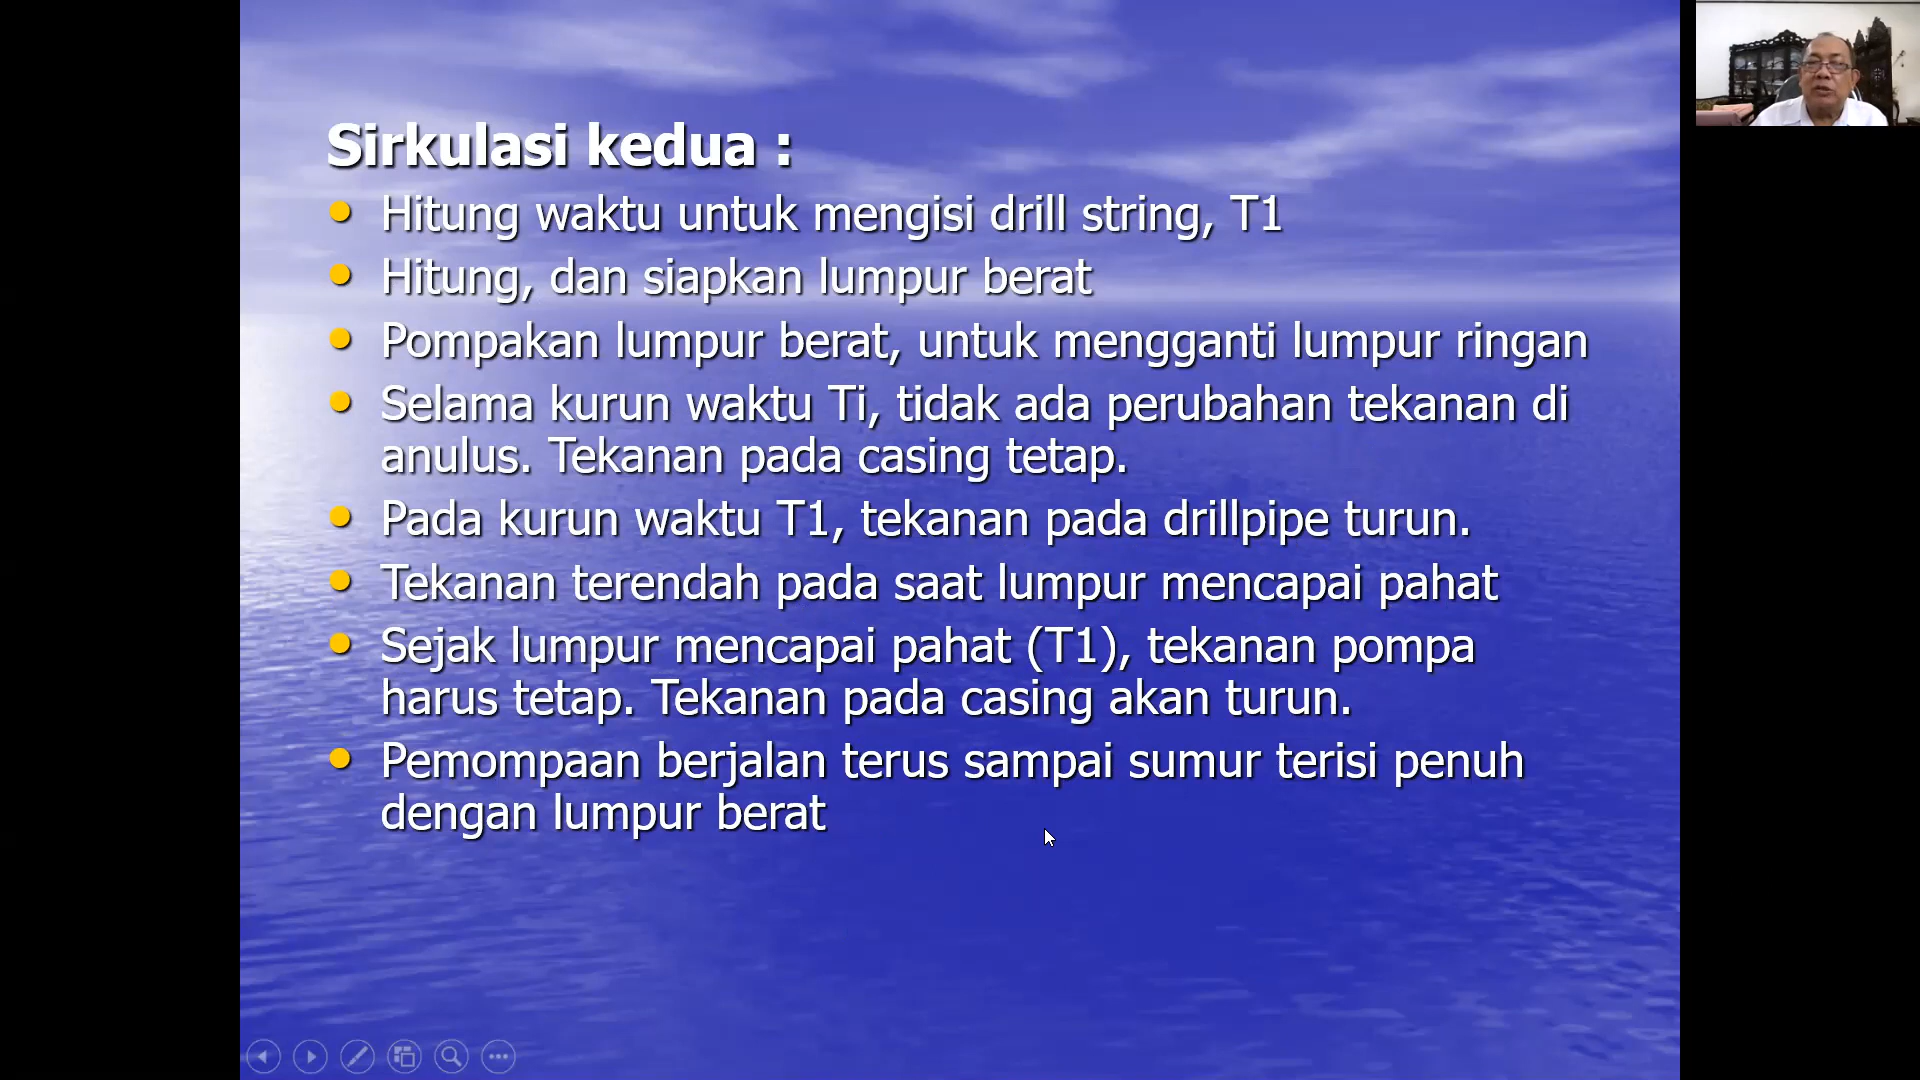 Sirkulasi kedua :
Hitung waktu untuk mengisi drill string, T1
Hitung, dan siapkan lumpur berat
Pompakan lumpur berat, untuk mengganti lumpur ringan
Selama kurun waktu Ti, tidak ada perubahan tekanan di
anulus. Tekanan pada casing tetap.
Pada kurun waktu T1, tekanan pada drillpipe turun.
Tekanan terendah pada saat lumpur mencapai pahat
Sejak lumpur mencapai pahat (T1), tekanan pompa
harus tetap. Tekanan pada casing akan turun.
Pemompaan berjalan terus sampai sumur terisi penuh
dengan lumpur berat